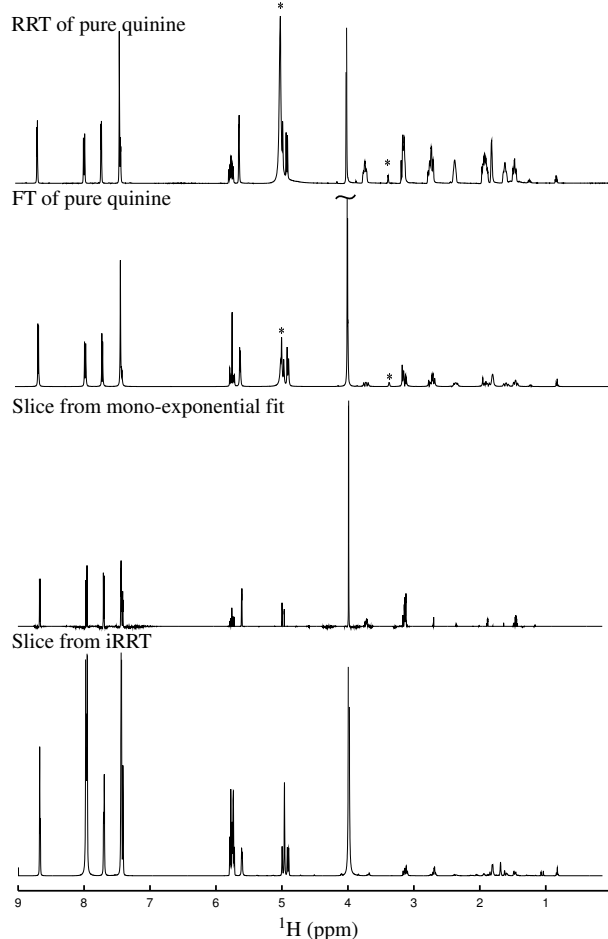 *
RRT of pure quinine
*
FT of pure quinine
*
*
Slice from mono-exponential fit
Slice from iRRT
9 8 7 6 5 4 3 2 1
¹H (ppm)